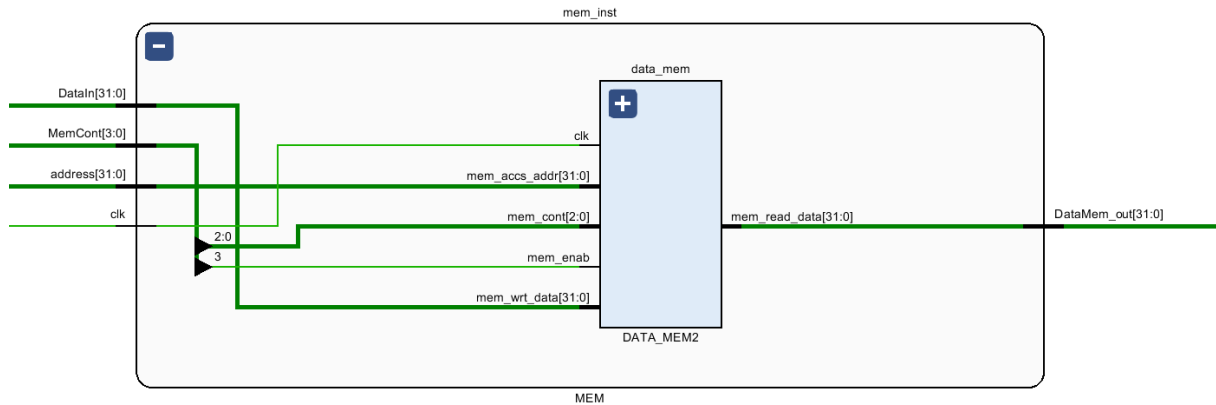 mem_inst
data_mem
DataIn[31:0]
MemCont[3:0]
address[31:0]
clk
2:0
3
clk
mem_accs_addr[31:0]
mem_cont[2:0]
mem_enab
mem_wrt_data[31:0]
mem_read_data[31:0]
DataMem_out[31:0]
DATA_MEM2
MEM